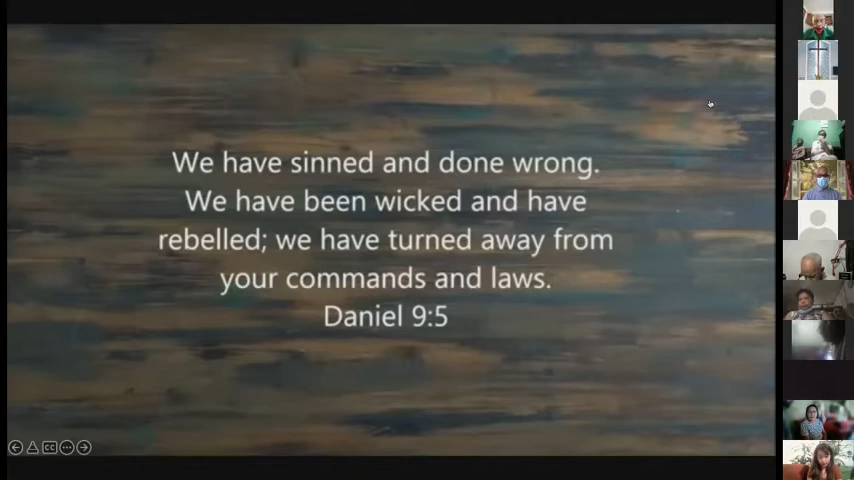 We have sinned and done wrong.
We have been wicked and have
rebelled; we have turned away from
your commands and laws.
Daniel 9:5
CC